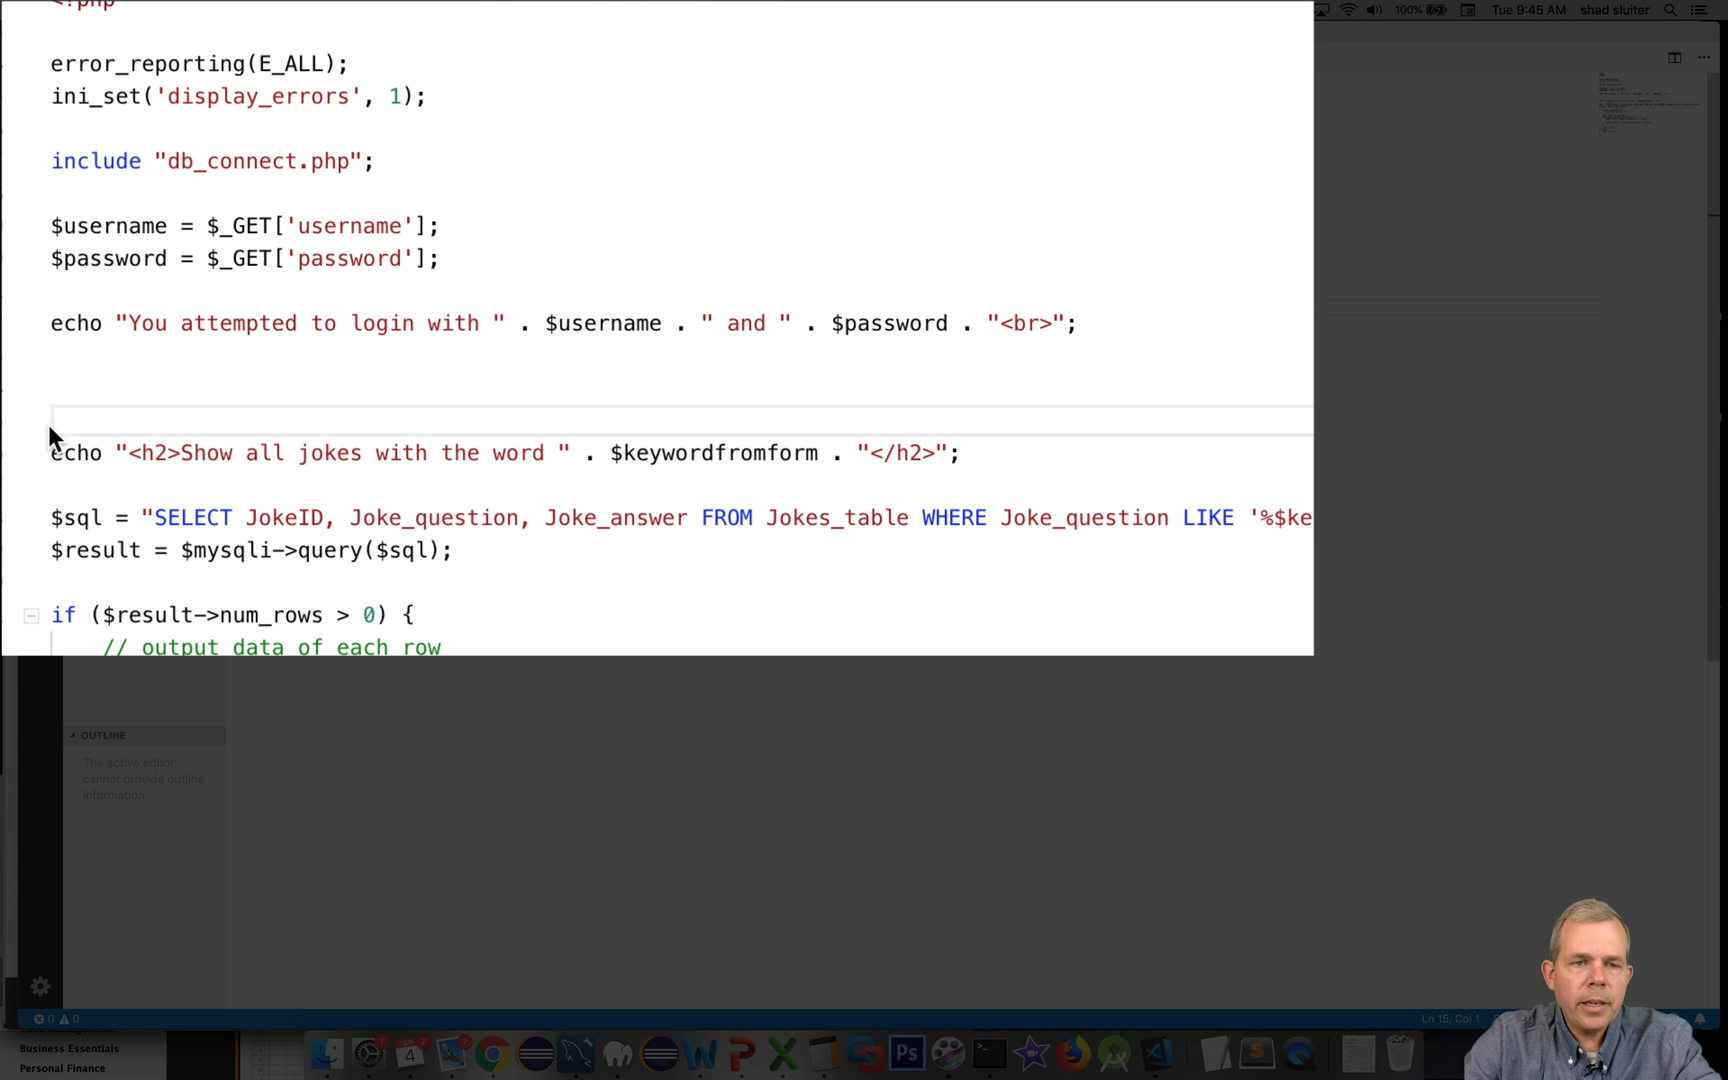 <?php
100%
Tue 9:45 AM
shad sluiter
error_reporting(E_ALL);
ini_set('display_errors', 1);
include "db_connect.php";
$username = $_GET['username'];
$password = $_GET['password'];
echo "You attempted to login with " . $username . " and " . $password . "<br>";
echo "<h2>Show all jokes with the word " . $keywordfromform . "</h2>";
$sql = "SELECT JokeID, Joke_question, Joke_answer FROM Jokes_table WHERE Joke_question LIKE '%$ke
$result = $mysqli->query($sql);
if ($result->num_rows > 0) {
// output data of each row
OUTLINE
The active editor
cannot provide outline
information.
0 0
Ln 15, Col 1
Business Essentials
Personal Finance